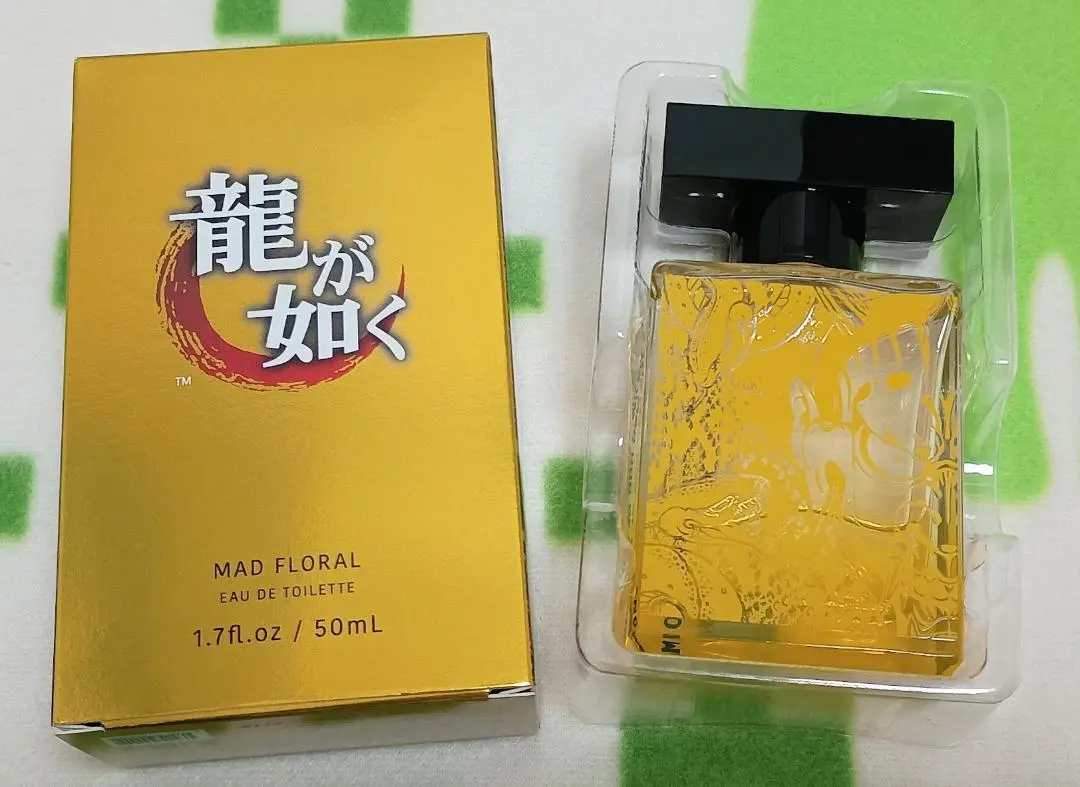 龍が
如く
TM
MAD FLORAL
EAU DE TOILETTE
1.7fl.oz / 50mL